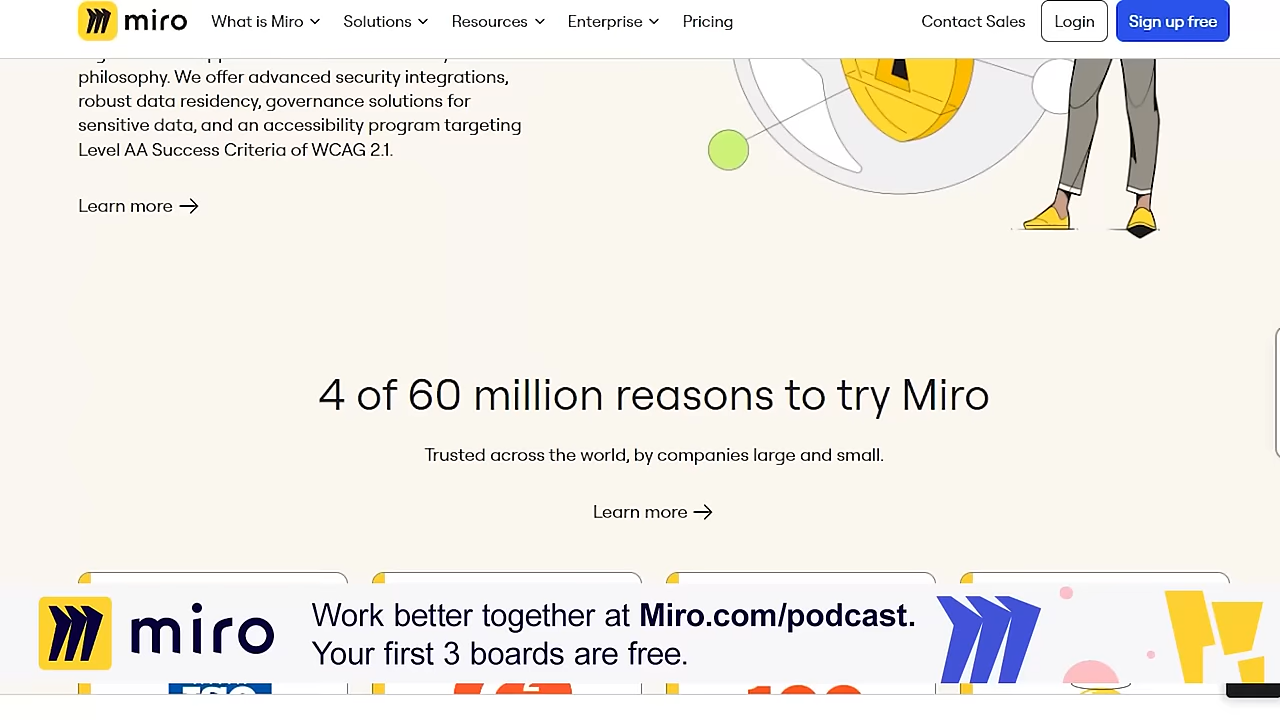 miro What is Miro Solutions Resources Enterprise Pricing Contact Sales Login Sign up free
philosophy. We offer advanced security integrations,
robust data residency, governance solutions for
sensitive data, and an accessibility program targeting
Level AA Success Criteria of WCAG 2.1.
Learn more
4 of 60 million reasons to try Miro
Trusted across the world, by companies large and small.
Learn more
miro
Work better together at Miro.com/podcast.
Your first 3 boards are free.